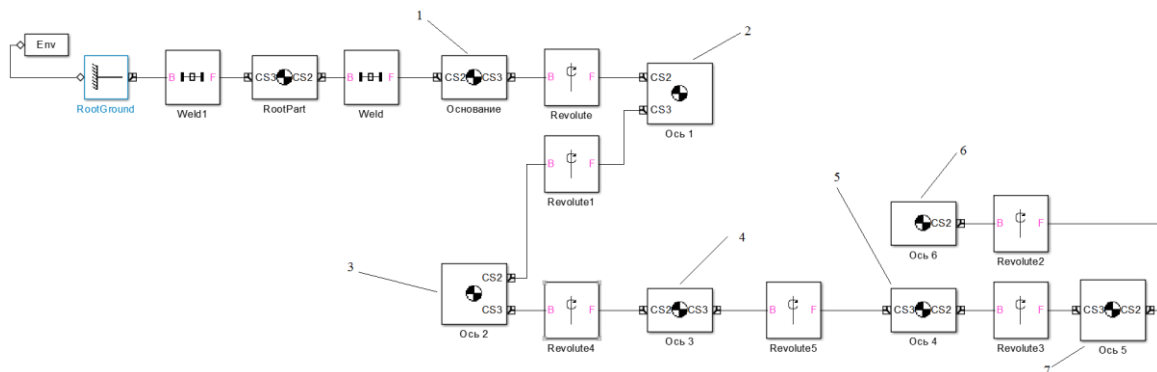 1
2
Env
B F
CS3 CS2
B F
CS2 CS3
B F
CS2
CS3
RootGround
Weld1
RootPart
Weld
Основание
Revolute
Ось 1
B F
Revolute1
6
5
4
3
CS2
B F
Ось 6
Revolute2
CS2
CS3
B F
CS2 CS3
B F
CS3 CS2
B F
CS3 CS2
Ось 2
Revolute4
Ось 3
Revolute5
Ось 4
Revolute3
Ось 5
7